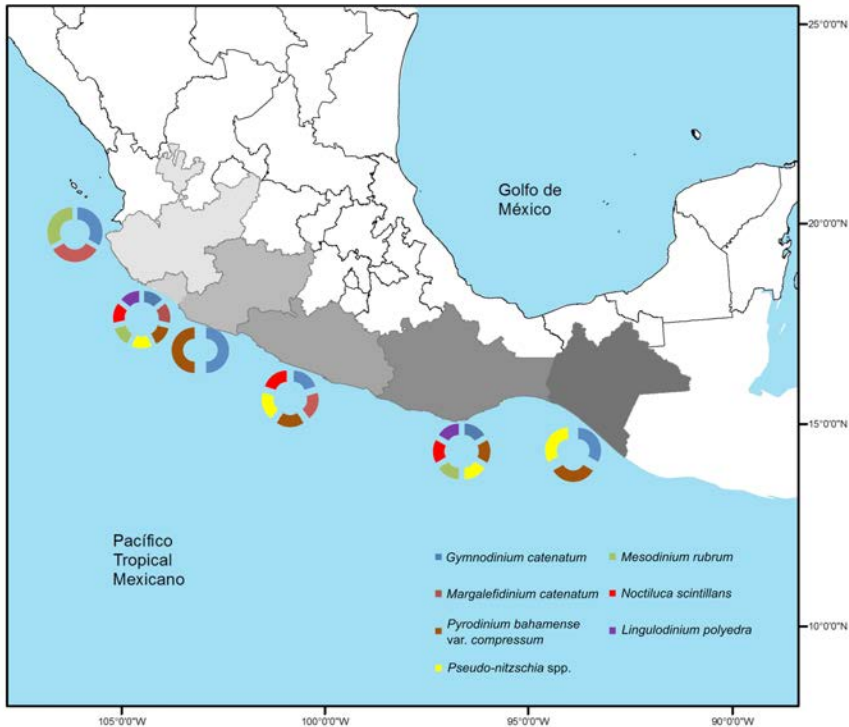 25°0'0"N
Golfo de
México
20°0'0"N
15°0'0"N
Pacífico
Tropical
Mexicano
Gymnodinium catenatum
Mesodinium rubrum
Margalefidinium catenatum
Noctiluca scintillans
Pyrodinium bahamense
var. compressum
Lingulodinium polyedra
Pseudo-nitzschia spp.
10°0'0"N
105°0'0"W
100°0'0"W
95°0'0"W
90°0'0"W